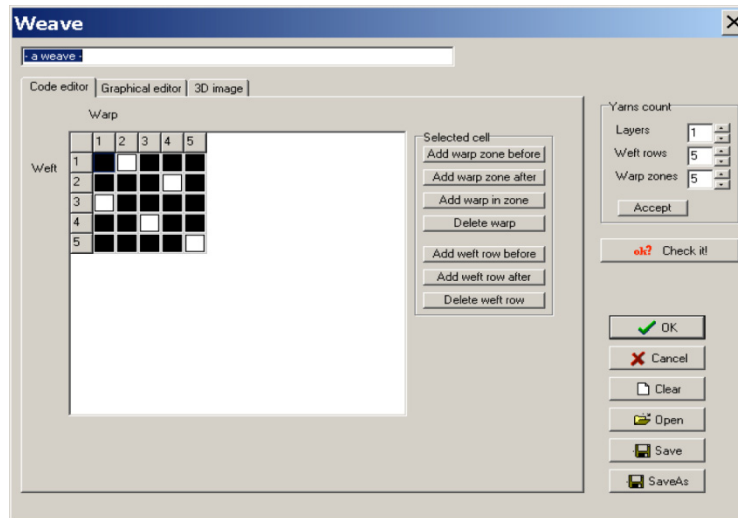 Weave
- a weave -
Code editor Graphical editor 3D image
Warp
1 2 3 4 5
Weft
1
2
3
4
5
Selected cell
Add warp zone before
Add warp zone after
Add warp in zone
Delete warp
Add weft row before
Add weft row after
Delete weft row
Yarns count
Layers 1
Weft rows 5
Warp zones 5
Accept
ok? Check it!
OK
Cancel
Clear
Open
Save
SaveAs